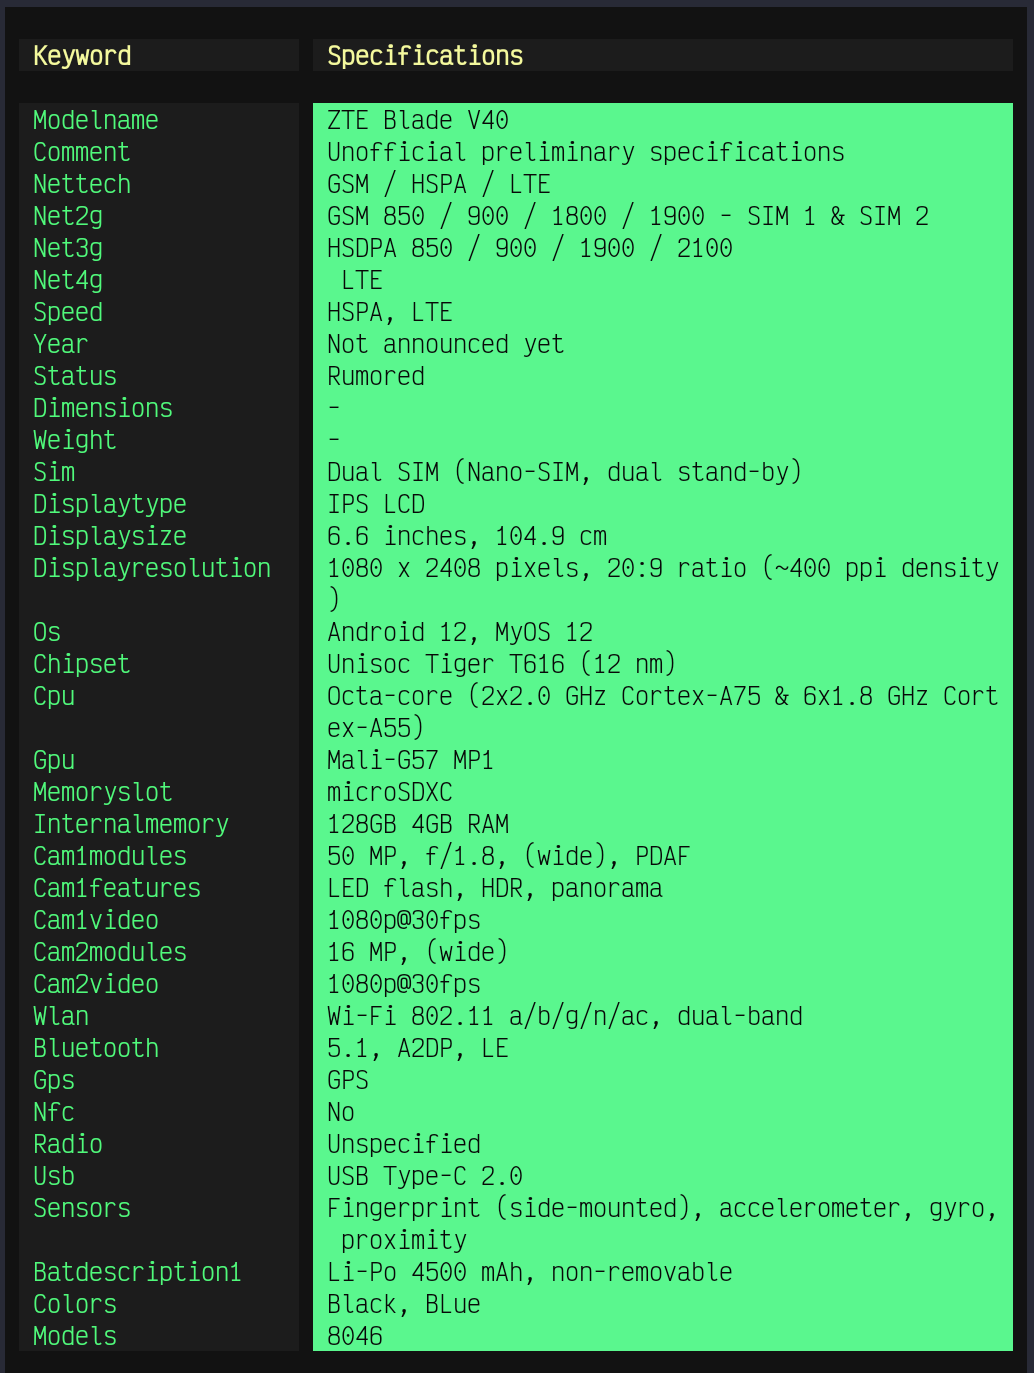 Keyword Specifications
Modelname ZTE Blade V40
Comment Unofficial preliminary specifications
Nettech GSM / HSPA / LTE
Net2g GSM 850 / 900 / 1800 / 1900 - SIM 1 & SIM 2
Net3g HSDPA 850 / 900 / 1900 / 2100
Net4g LTE
Speed HSPA, LTE
Year Not announced yet
Status Rumored
Dimensions -
Weight -
Sim Dual SIM (Nano-SIM, dual stand-by)
Displaytype IPS LCD
Displaysize 6.6 inches, 104.9 cm
Displayresolution 1080 x 2408 pixels, 20:9 ratio (~400 ppi density
)
Os Android 12, MyOS 12
Chipset Unisoc Tiger T616 (12 nm)
Cpu Octa-core (2x2.0 GHz Cortex-A75 & 6x1.8 GHz Cort
ex-A55)
Gpu Mali-G57 MP1
Memoryslot microSDXC
Internalmemory 128GB 4GB RAM
Cam1modules 50 MP, f/1.8, (wide), PDAF
Cam1features LED flash, HDR, panorama
Cam1video 1080p@30fps
Cam2modules 16 MP, (wide)
Cam2video 1080p@30fps
Wlan Wi-Fi 802.11 a/b/g/n/ac, dual-band
Bluetooth 5.1, A2DP, LE
Gps GPS
Nfc No
Radio Unspecified
Usb USB Type-C 2.0
Sensors Fingerprint (side-mounted), accelerometer, gyro,
proximity
Batdescription1 Li-Po 4500 mAh, non-removable
Colors Black, BLue
Models 8046